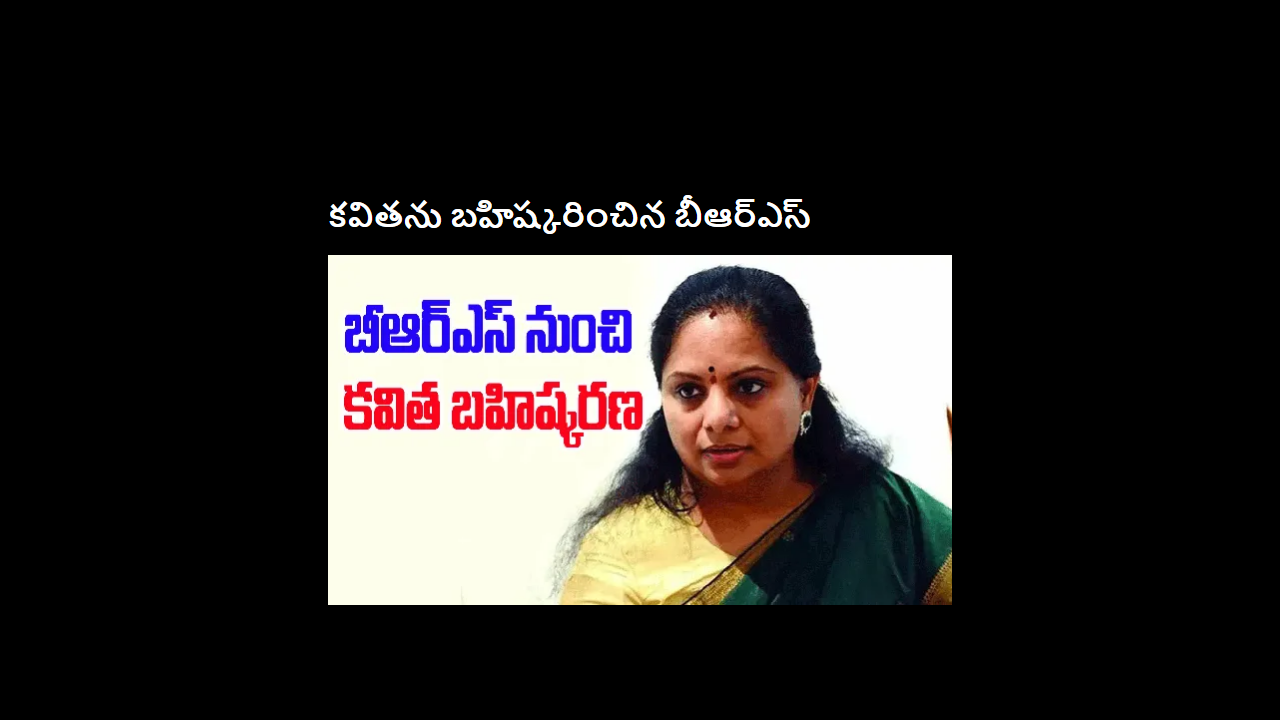 కవితను బహిష్కరించిన బీఆర్ఎస్
బీఆర్ఎస్ నుంచి
కవిత బహిష్కరణ